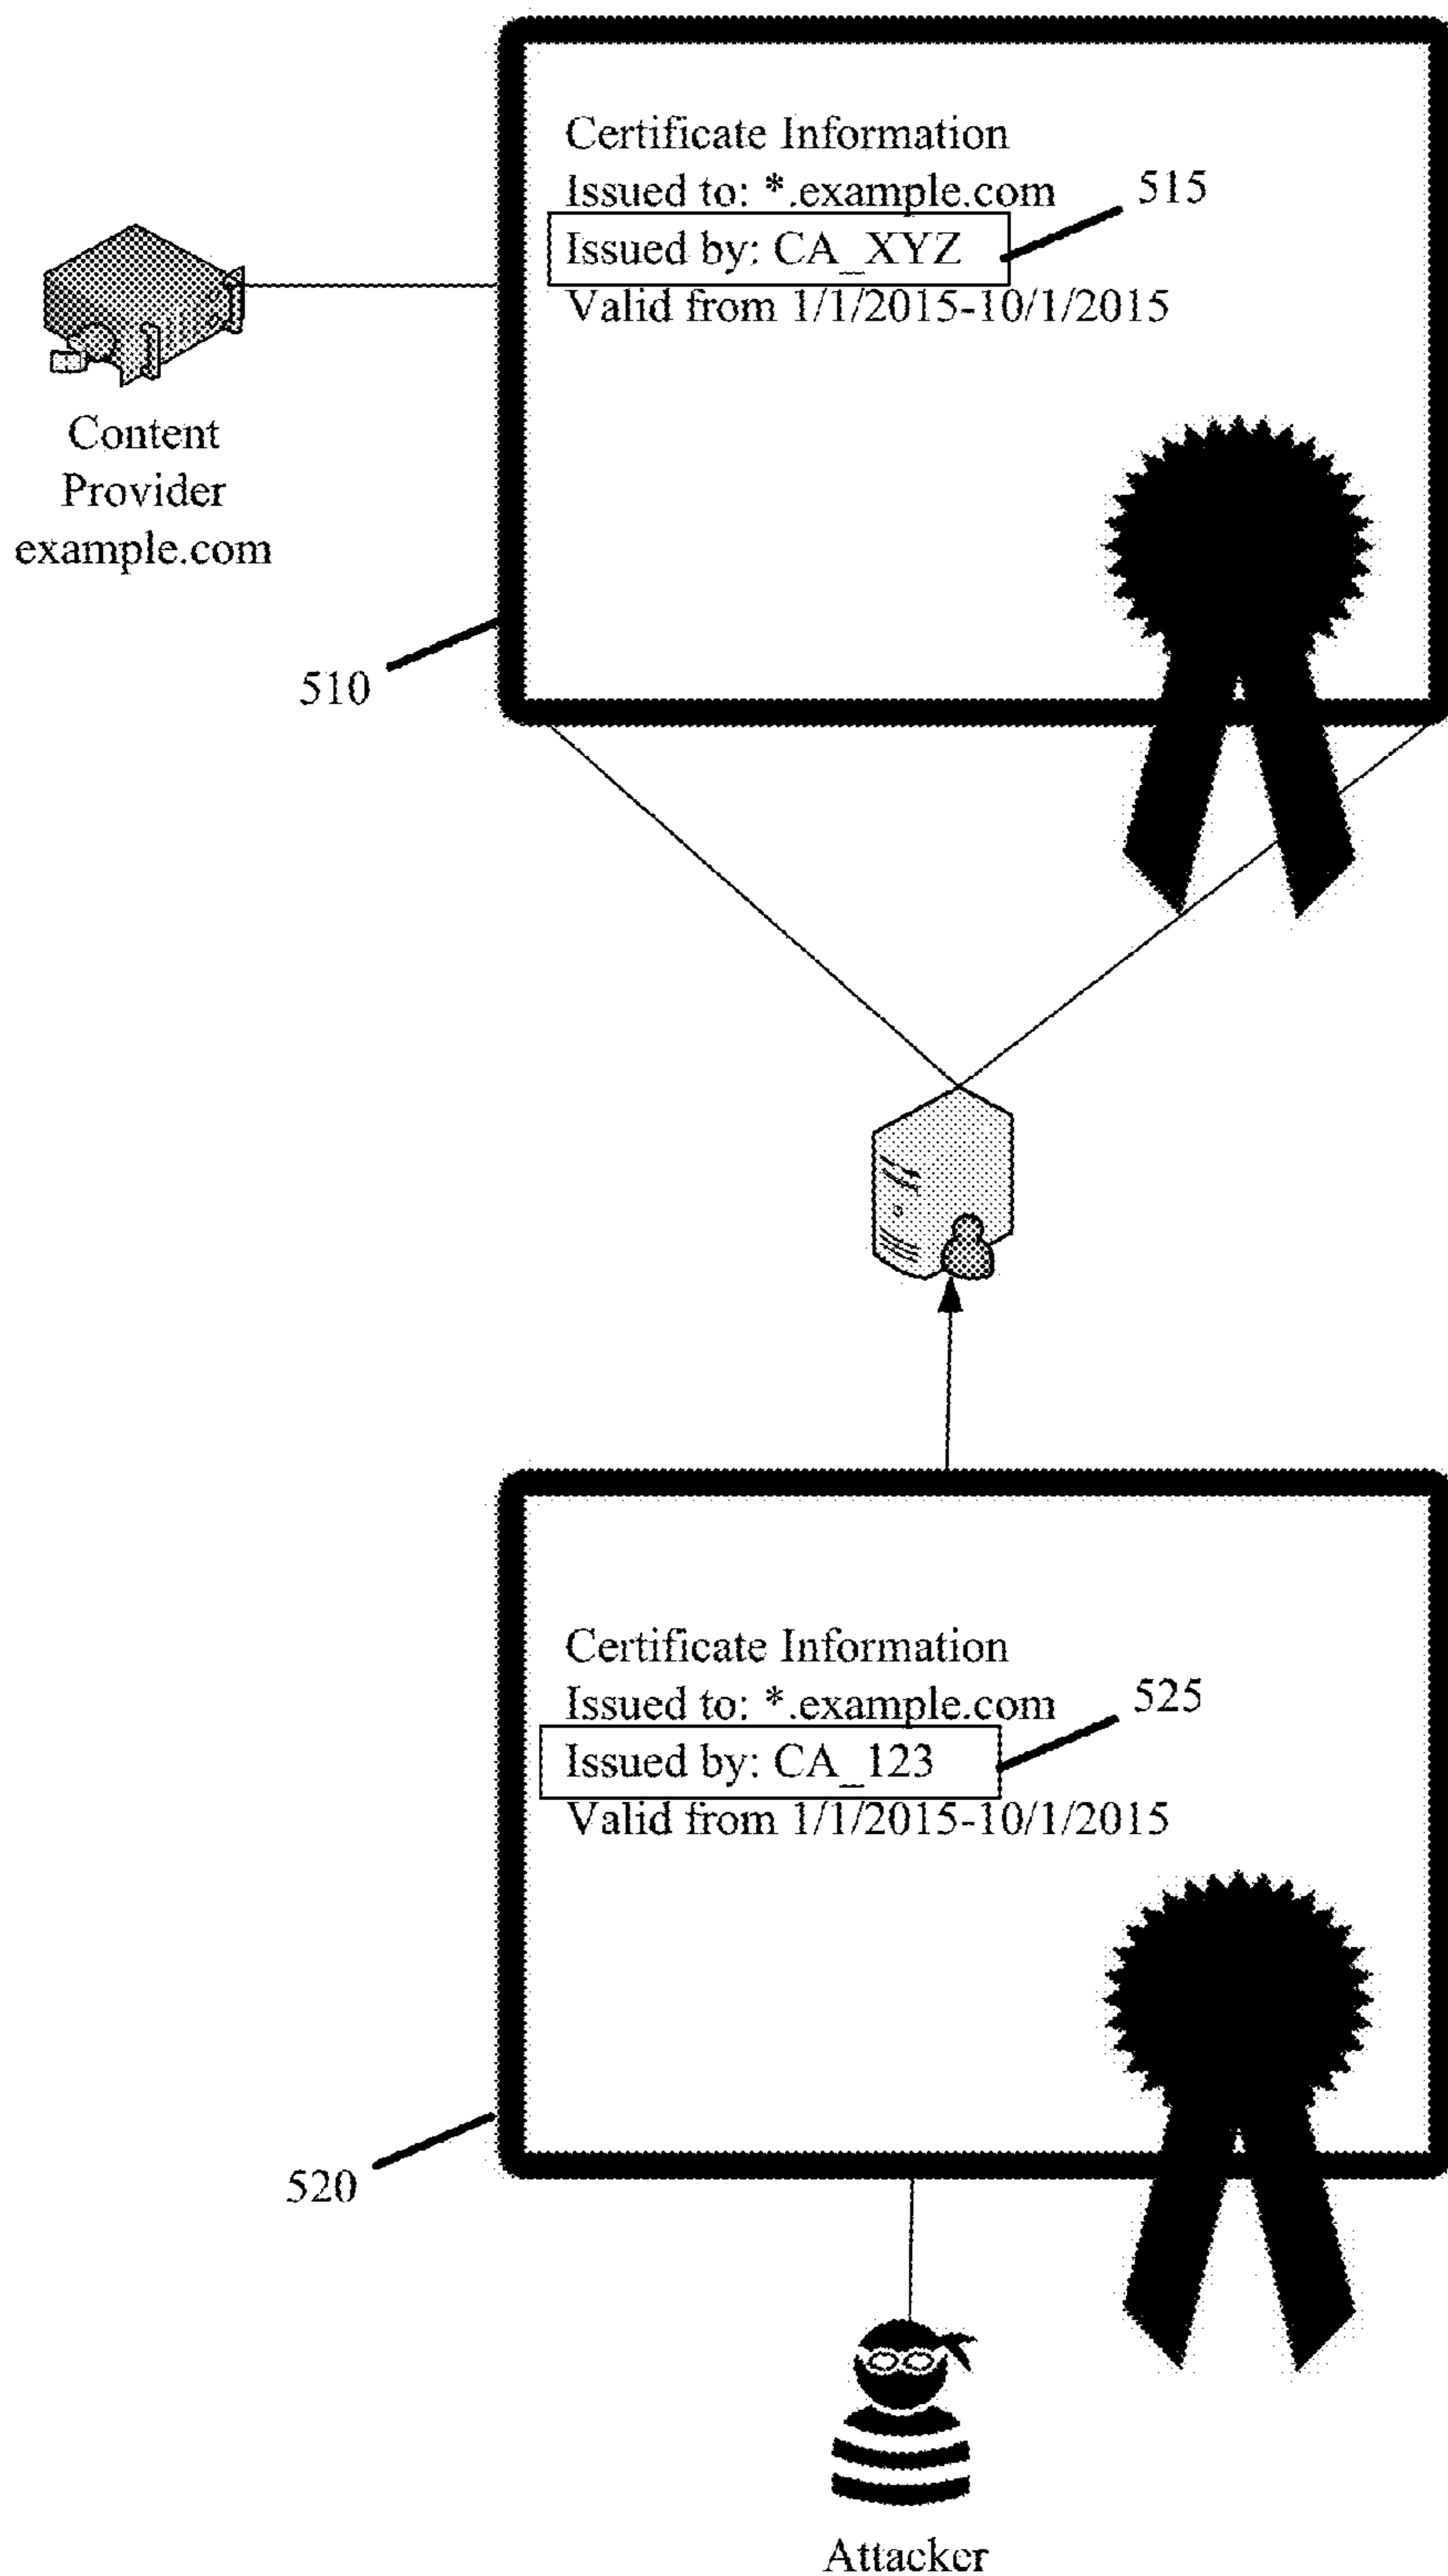 Certificate Information
Issued to: *.example.com
515
Issued by: CA_XYZ
Valid from 1/1/2015-10/1/2015
Content
Provider
example.com
510
Certificate Information
Issued to: *.example.com
525
Issued by: CA_123
Valid from 1/1/2015-10/1/2015
520
Attacker